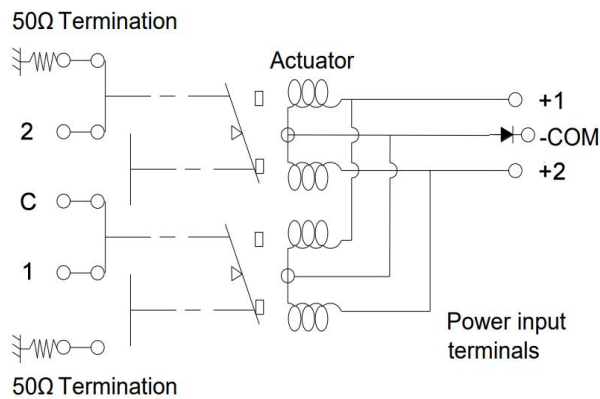 50Ω Termination
Actuator
+1
2
-COM
+2
C
1
Power input
terminals
50Ω Termination